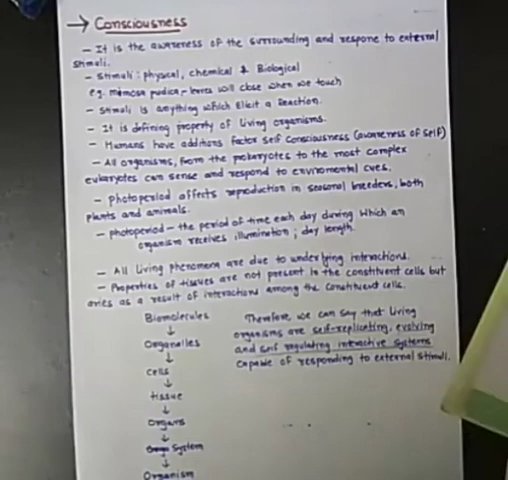 → Consciousness
- It is the awareness of the surrounding and respone to external
stimuli.
- Stimuli: physical, chemical & Biological
e.g. mimosa pudica - leaves will close when we touch
- Stimuli is anything which Elicit a Reaction.
- It is defining property of Living organisms.
- Humans have additions factor self Consciousness (awareness of self)
- All organisms, from the prokaryotes to the most complex
eukaryotes can sense and respond to enviromental cues.
- photoperiod affects reproduction in seasonal breeders, both
plants and animals.
- photoperiod - the period of time each day during which an
organism receives illumination; day length.
- All Living phenomena are due to underlying interactions.
- Properties of tissues are not present in the constituent cells but
aries as a result of interactions among the constituent cells.
Biomolecules
↓
Organelles
↓
cells
↓
tissue
↓
organs
↓
System
↓
Organism
Therefore, we can say that Living
organisms are self-replicating, evolving
and self regulating interactive systems
capable of responding to external stimuli.